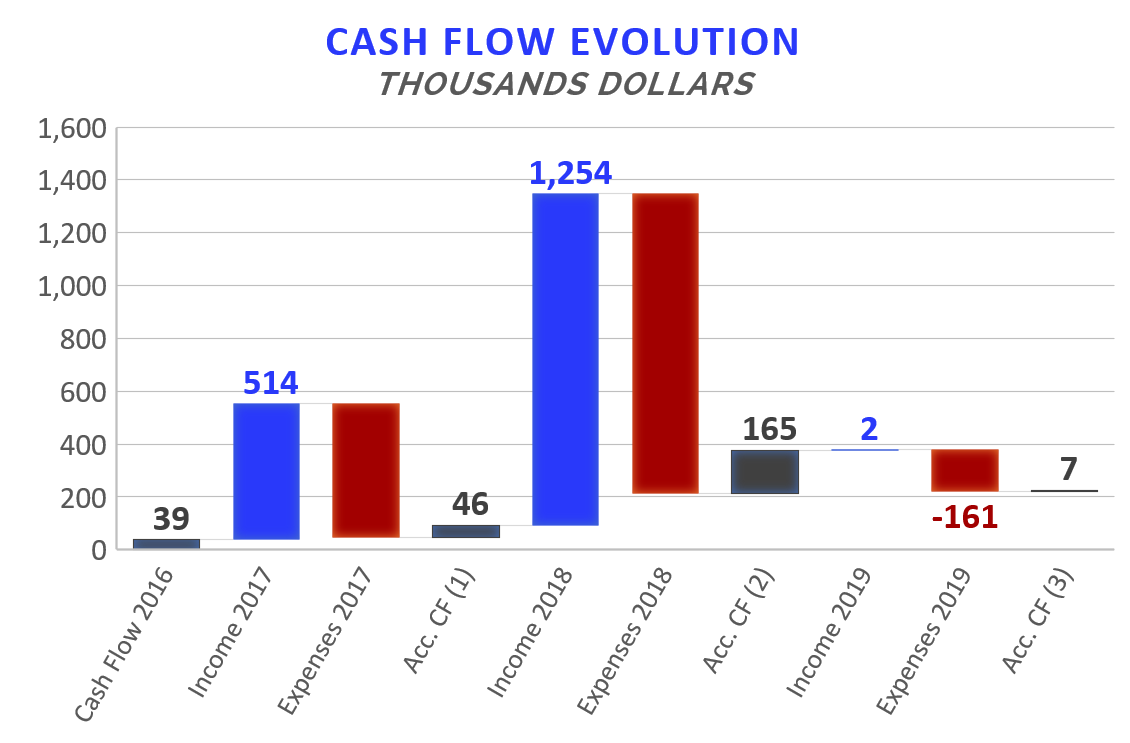 CASH FLOW EVOLUTION
THOUSANDS DOLLARS
1,600
1,400
1,200
1,000
800
600
400
200
0
39
514
46
1,254
165
2
-161
7
Cash Flow 2016
Income 2017
Expenses 2017
Acc. CF (1)
Income 2018
Expenses 2018
Acc. CF (2)
Income 2019
Expenses 2019
Acc. CF (3)